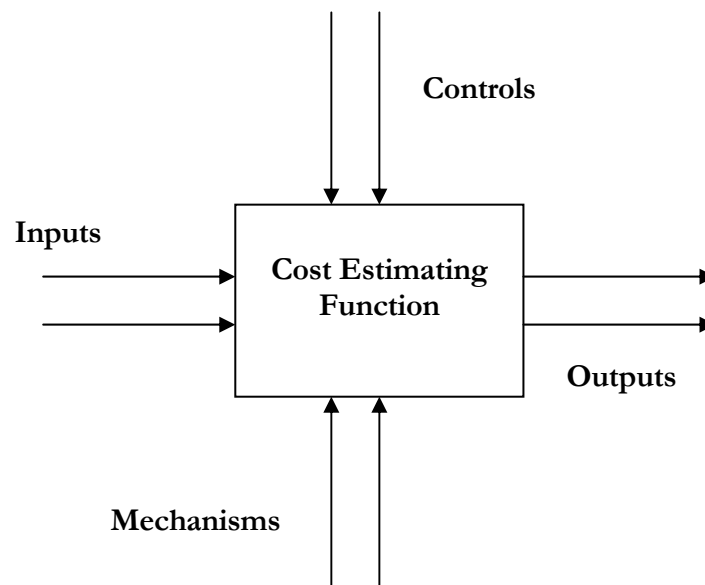 Controls
Inputs
Cost Estimating
Function
Outputs
Mechanisms